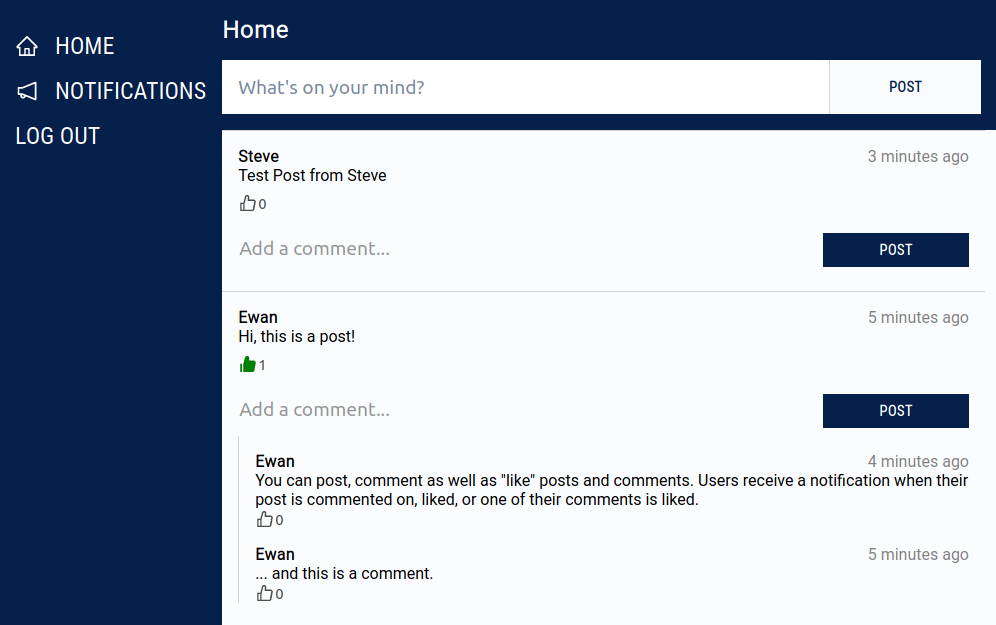 Home
HOME
NOTIFICATIONS
LOG OUT
What's on your mind?
POST
Steve
3 minutes ago
Test Post from Steve
0
Add a comment...
POST
Ewan
5 minutes ago
Hi, this is a post!
1
Add a comment...
POST
Ewan
4 minutes ago
You can post, comment as well as "like" posts and comments. Users receive a notification when their
post is commented on, liked, or one of their comments is liked.
0
Ewan
5 minutes ago
... and this is a comment.
0